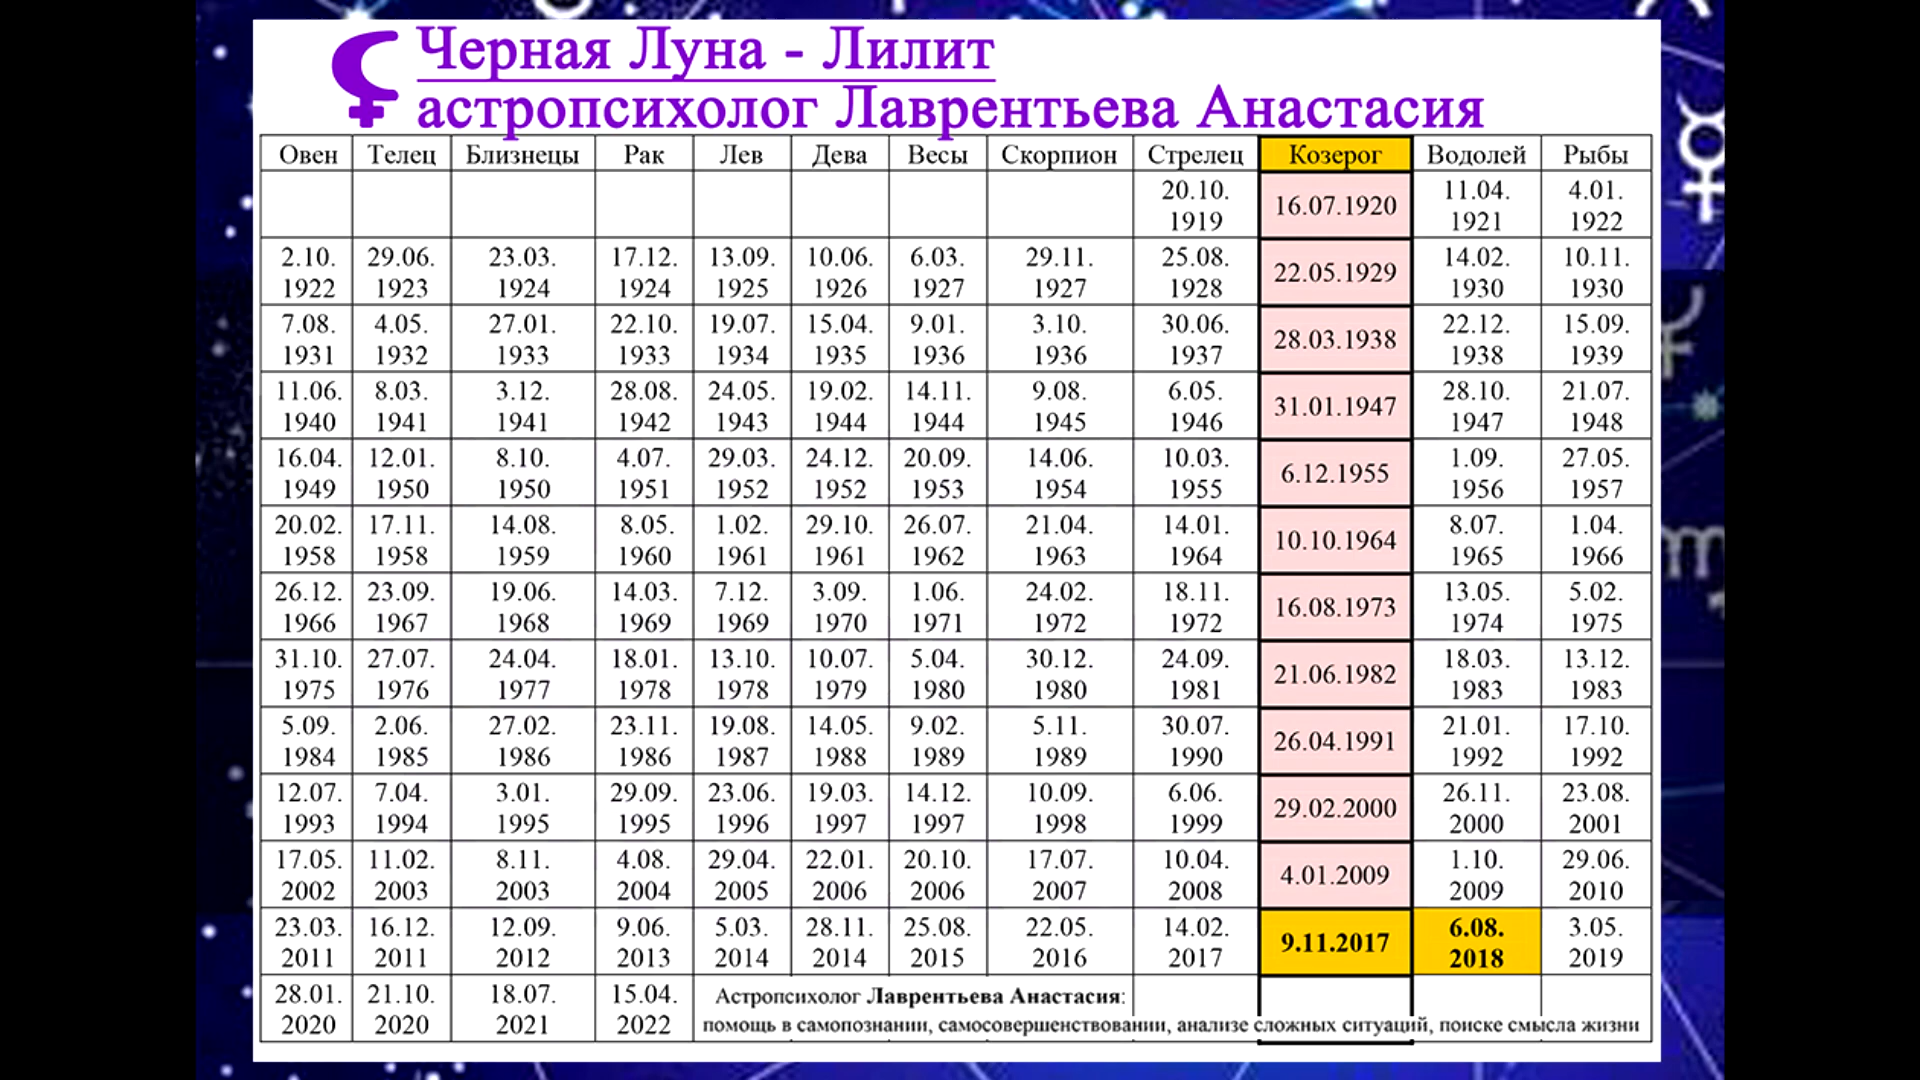 Черная Луна - Лилит
астропсихолог Лаврентьева Анастасия
Овен Телец Близнецы Рак Лев Дева Весы Скорпион Стрелец Козерог Водолей Рыбы
20.10. 16.07.1920 11.04. 4.01.
1919 1921 1922
2.10. 29.06. 23.03. 17.12. 13.09. 10.06. 6.03. 29.11. 25.08. 22.05.1929 14.02. 10.11.
1922 1923 1924 1924 1925 1926 1927 1927 1928 1930 1930
7.08. 4.05. 27.01. 22.10. 19.07. 15.04. 9.01. 3.10. 30.06. 28.03.1938 22.12. 15.09.
1931 1932 1933 1933 1934 1935 1936 1936 1937 1938 1939
11.06. 8.03. 3.12. 28.08. 24.05. 19.02. 14.11. 9.08. 6.05. 31.01.1947 28.10. 21.07.
1940 1941 1941 1942 1943 1944 1944 1945 1946 1947 1948
16.04. 12.01. 8.10. 4.07. 29.03. 24.12. 20.09. 14.06. 10.03. 6.12.1955 1.09. 27.05.
1949 1950 1950 1951 1952 1952 1953 1954 1955 1956 1957
20.02. 17.11. 14.08. 8.05. 1.02. 29.10. 26.07. 21.04. 14.01. 10.10.1964 8.07. 1.04.
1958 1958 1959 1960 1961 1961 1962 1963 1964 1965 1966
26.12. 23.09. 19.06. 14.03. 7.12. 3.09. 1.06. 24.02. 18.11. 16.08.1973 13.05. 5.02.
1966 1967 1968 1969 1969 1970 1971 1972 1972 1974 1975
31.10. 27.07. 24.04. 18.01. 13.10. 10.07. 5.04. 30.12. 24.09. 21.06.1982 18.03. 13.12.
1975 1976 1977 1978 1978 1979 1980 1980 1981 1983 1983
5.09. 2.06. 27.02. 23.11. 19.08. 14.05. 9.02. 5.11. 30.07. 26.04.1991 21.01. 17.10.
1984 1985 1986 1986 1987 1988 1989 1989 1990 1992 1992
12.07. 7.04. 3.01. 29.09. 23.06. 19.03. 14.12. 10.09. 6.06. 29.02.2000 26.11. 23.08.
1993 1994 1995 1995 1996 1997 1997 1998 1999 2000 2001
17.05. 11.02. 8.11. 4.08. 29.04. 22.01. 20.10. 17.07. 10.04. 4.01.2009 1.10. 29.06.
2002 2003 2003 2004 2005 2006 2006 2007 2008 2009 2010
23.03. 16.12. 12.09. 9.06. 5.03. 28.11. 25.08. 22.05. 14.02. 9.11.2017 6.08. 3.05.
2011 2011 2012 2013 2014 2014 2015 2016 2017 2018 2019
28.01. 21.10. 18.07. 15.04. Астропсихолог Лаврентьева Анастасия:
2020 2020 2021 2022 помощь в самопознании, самосовершенствовании, анализе сложных ситуаций, поиске смысла жизни